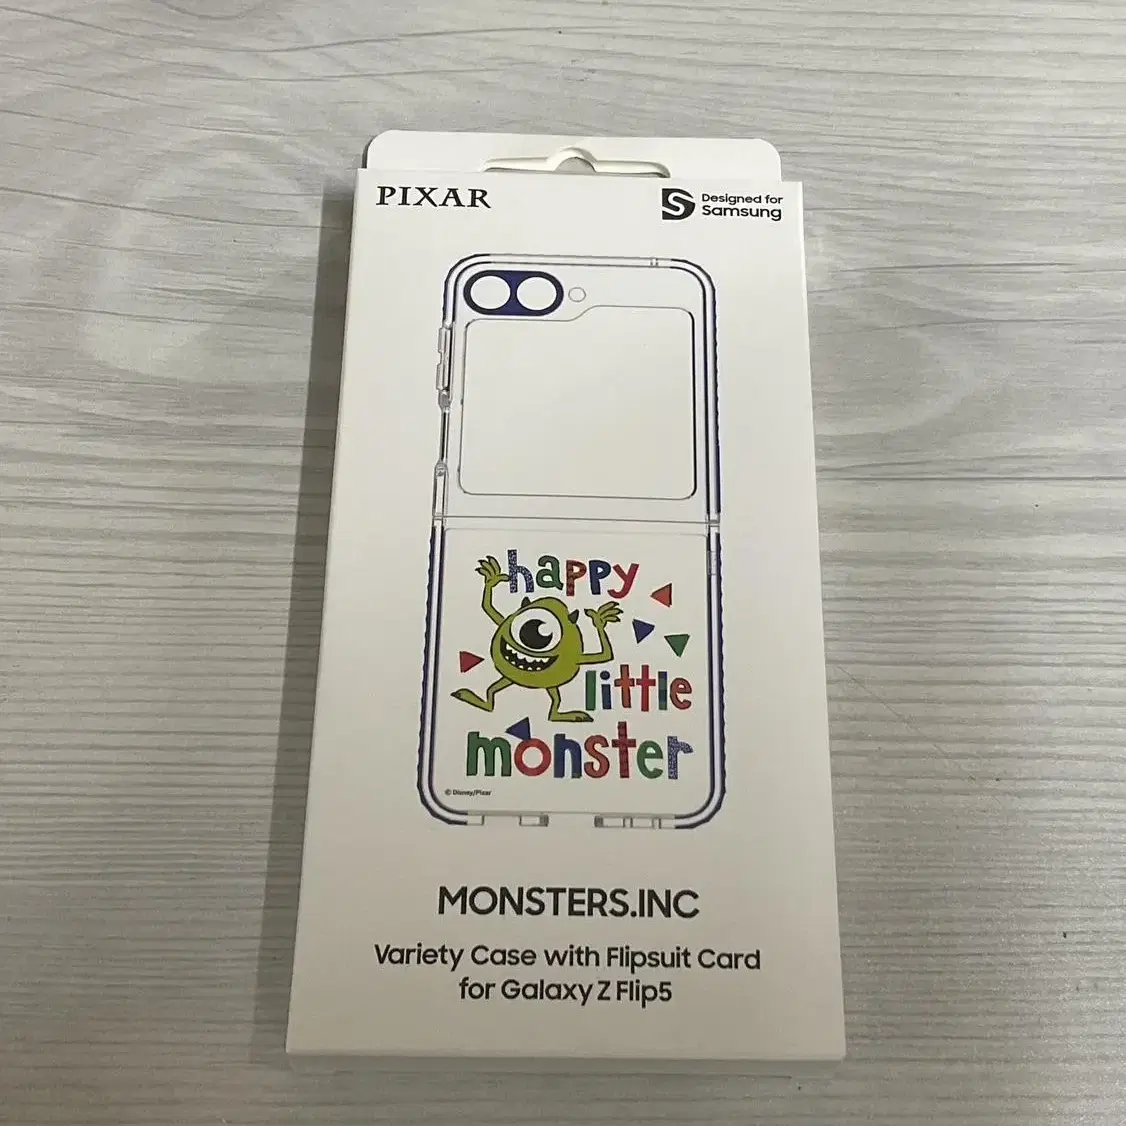 PIXAR
Designed for
Samsung
happy
little
monster
© Disney/Pixar
MONSTERS.INC
Variety Case with Flipsuit Card
for Galaxy Z Flip5